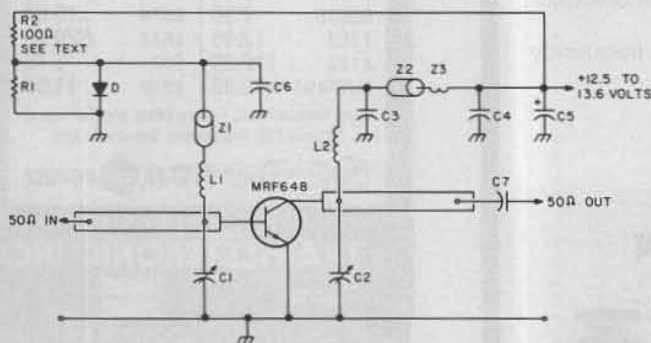 R2
100Ω
SEE TEXT
R1
D
C6
Z1
L1
MRF648
50Ω IN
C1
Z2
Z3
C3
L2
C4
C5
+
+12.5 TO
13.6 VOLTS
C7
50Ω OUT
C2
frequency